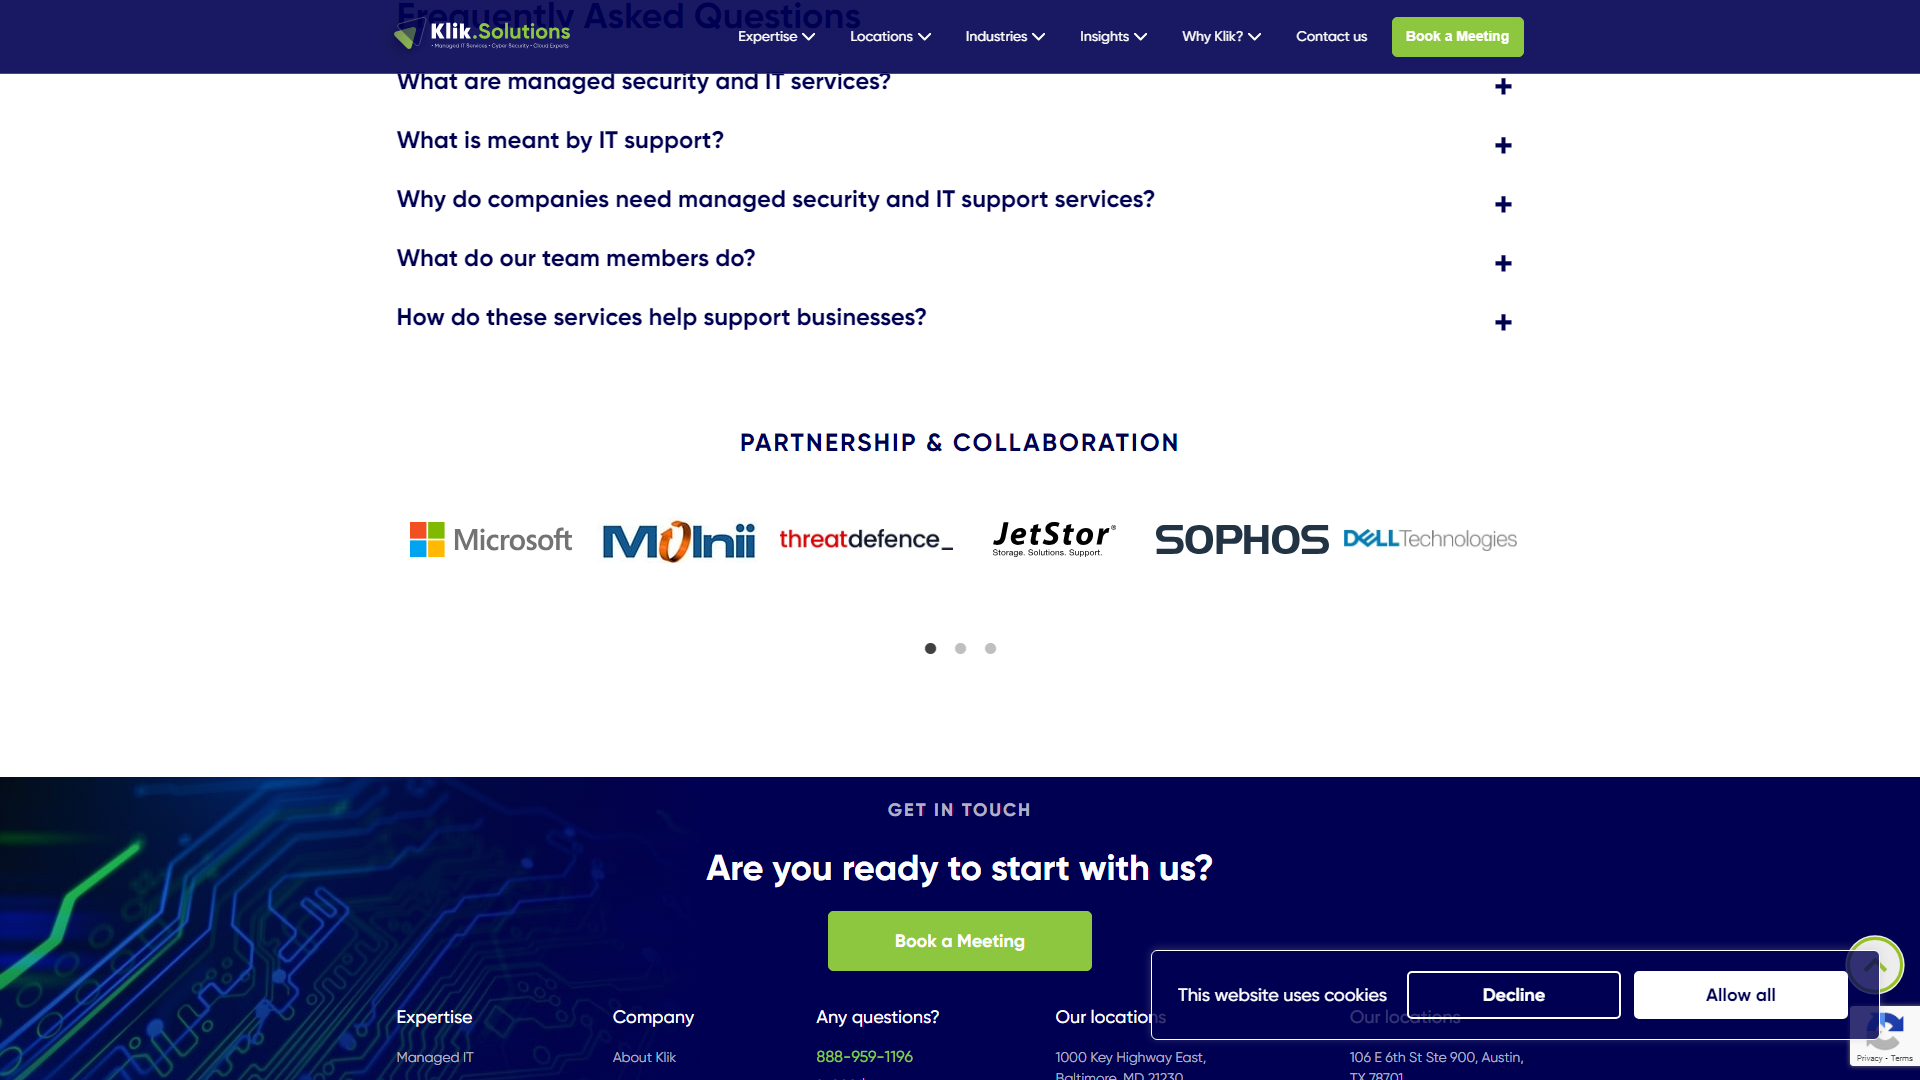 Frequently Asked Questions
Klik.Solutions
• Managed IT Services • Cyber Security • Cloud Experts
Expertise
Locations
Industries
Insights
Why Klik?
Contact us
Book a Meeting
What are managed security and IT services?
What is meant by IT support?
Why do companies need managed security and IT support services?
What do our team members do?
How do these services help support businesses?
PARTNERSHIP & COLLABORATION
Microsoft
threatdefence_
JetStor®
Storage. Solutions. Support.
SOPHOS
DELL Technologies
GET IN TOUCH
Are you ready to start with us?
Book a Meeting
This website uses cookies
Decline
Allow all
Expertise
Company
Any questions?
Our locations
Our locations
Managed IT
About Klik
888-959-1196
1000 Key Highway East,
Baltimore, MD 21230
106 E 6th St Ste 900, Austin,
TX 78701
Privacy - Terms